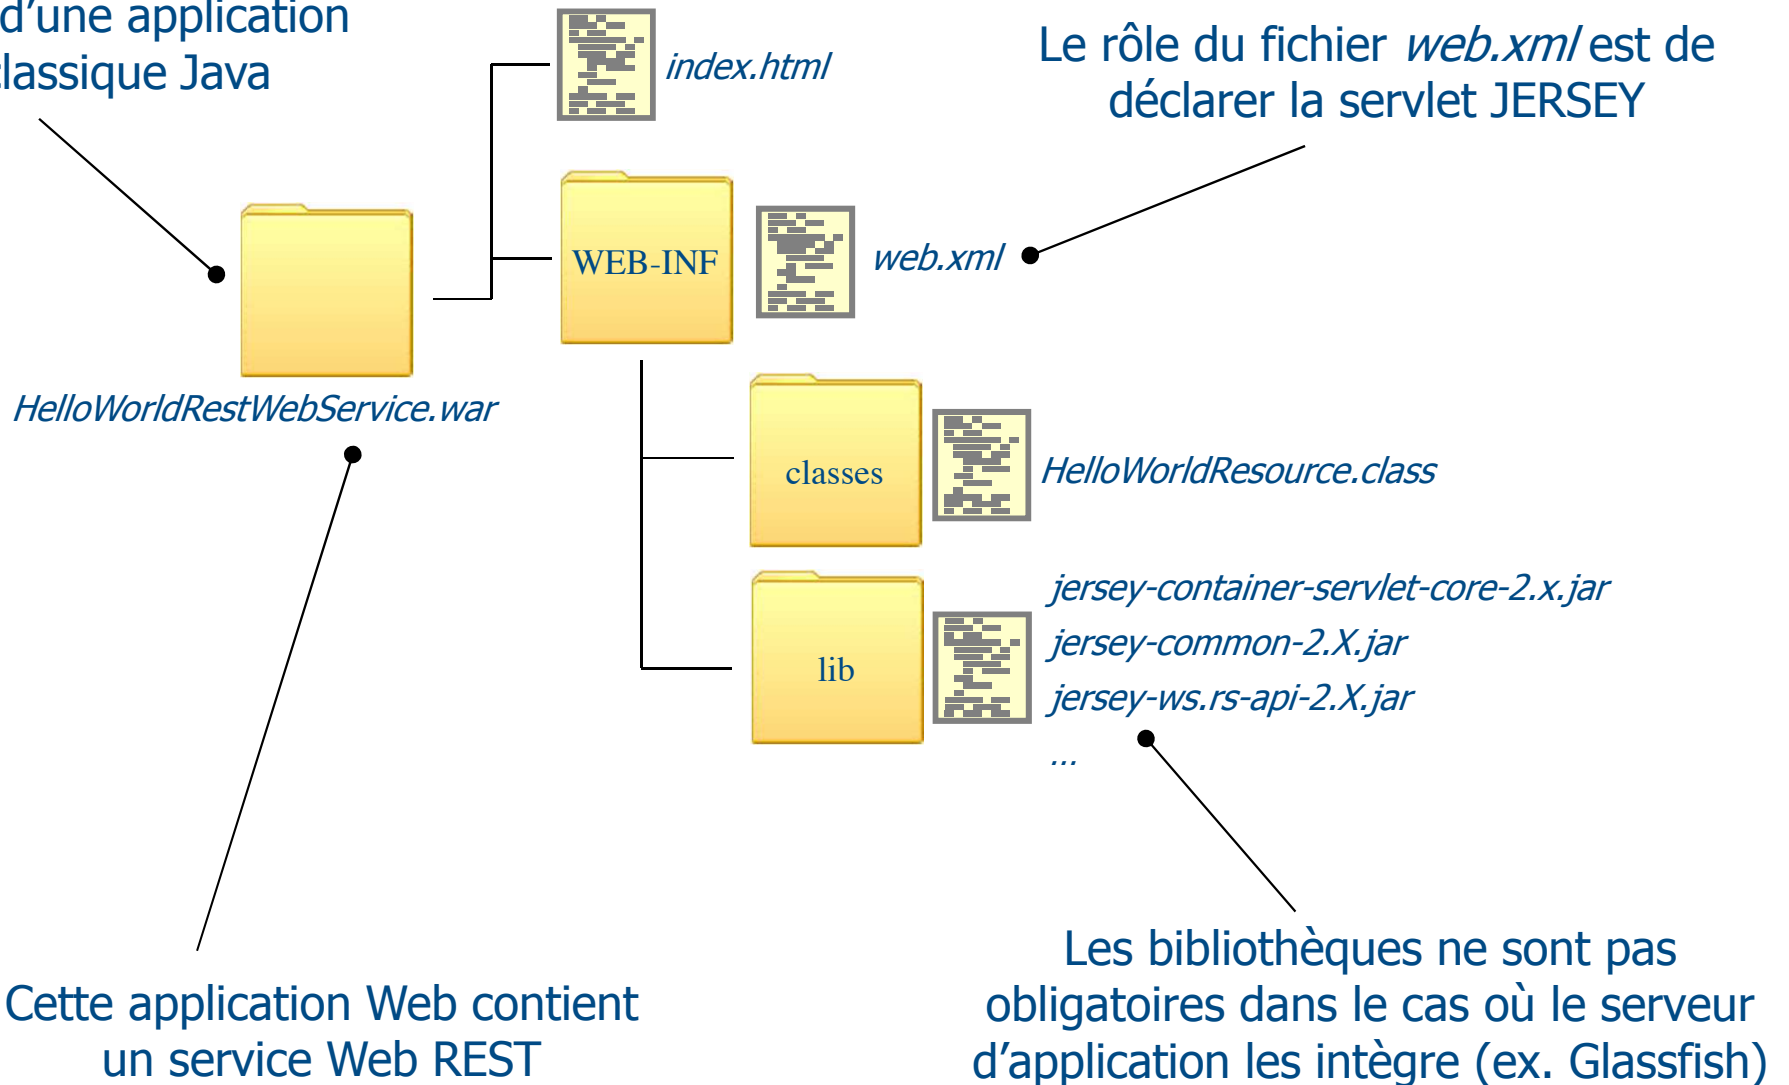 d’une application
classique Java
index.html
Le rôle du fichier web.xml est de
déclarer la servlet JERSEY
WEB-INF
web.xml
HelloWorldRestWebService.war
classes
HelloWorldResource.class
lib
jersey-container-servlet-core-2.x.jar
jersey-common-2.X.jar
jersey-ws.rs-api-2.X.jar
...
Cette application Web contient
un service Web REST
Les bibliothèques ne sont pas
obligatoires dans le cas où le serveur
d’application les intègre (ex. Glassfish)